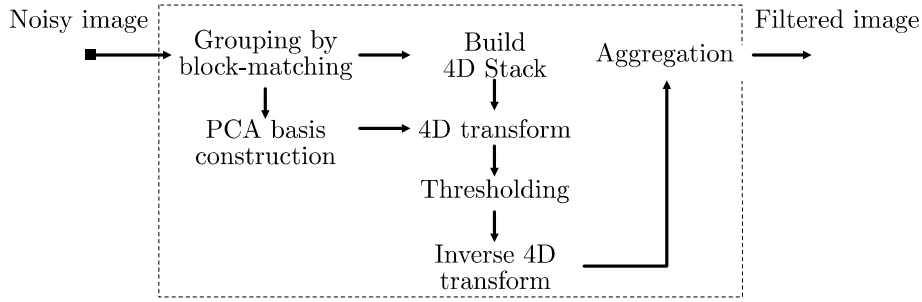 Noisy image
Filtered image
Grouping by
block-matching
Build
4D Stack
Aggregation
PCA basis
construction
4D transform
Thresholding
Inverse 4D
transform